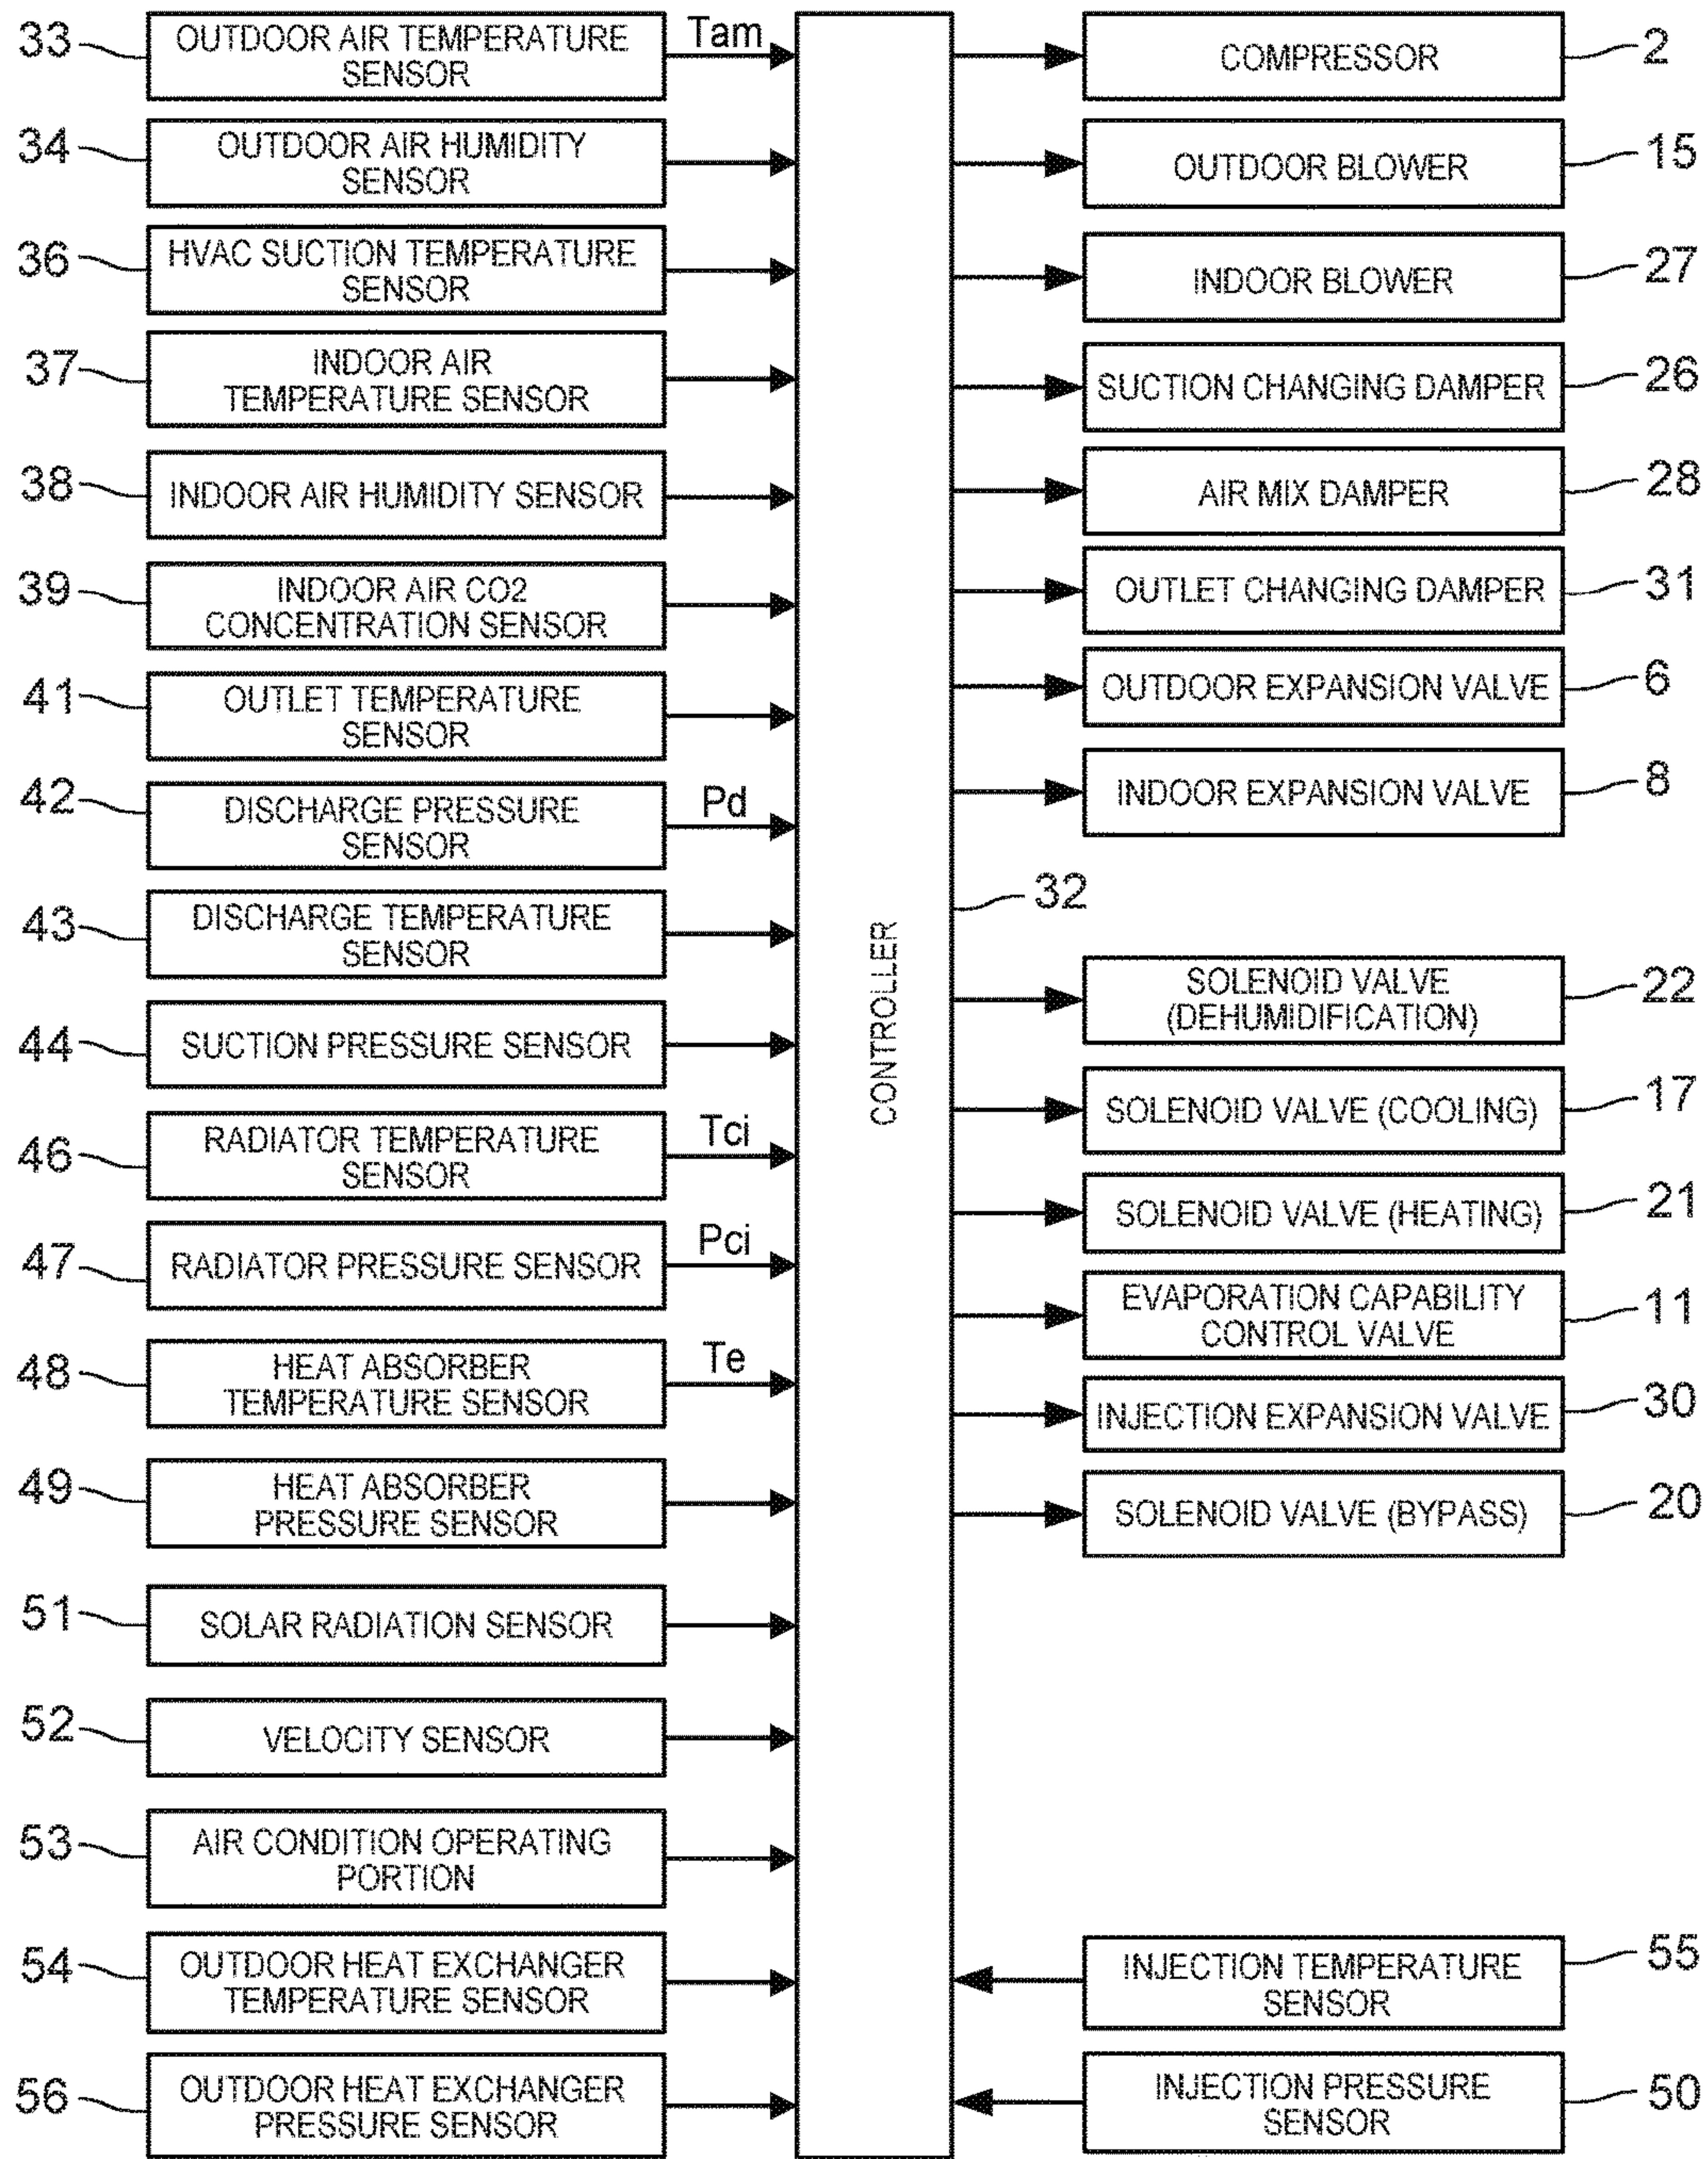 33
OUTDOOR AIR TEMPERATURE
SENSOR
Tam
34
OUTDOOR AIR HUMIDITY
SENSOR
36
HVAC SUCTION TEMPERATURE
SENSOR
37
INDOOR AIR
TEMPERATURE SENSOR
38
INDOOR AIR HUMIDITY SENSOR
39
INDOOR AIR CO2
CONCENTRATION SENSOR
41
OUTLET TEMPERATURE
SENSOR
42
DISCHARGE PRESSURE
SENSOR
Pd
43
DISCHARGE TEMPERATURE
SENSOR
44
SUCTION PRESSURE SENSOR
46
RADIATOR TEMPERATURE
SENSOR
Tci
47
RADIATOR PRESSURE SENSOR
Pci
48
HEAT ABSORBER
TEMPERATURE SENSOR
Te
49
HEAT ABSORBER
PRESSURE SENSOR
51
SOLAR RADIATION SENSOR
52
VELOCITY SENSOR
53
AIR CONDITION OPERATING
PORTION
54
OUTDOOR HEAT EXCHANGER
TEMPERATURE SENSOR
56
OUTDOOR HEAT EXCHANGER
PRESSURE SENSOR
CONTROLLER
32
COMPRESSOR
2
OUTDOOR BLOWER
15
INDOOR BLOWER
27
SUCTION CHANGING DAMPER
26
AIR MIX DAMPER
28
OUTLET CHANGING DAMPER
31
OUTDOOR EXPANSION VALVE
6
INDOOR EXPANSION VALVE
8
SOLENOID VALVE
(DEHUMIDIFICATION)
22
SOLENOID VALVE (COOLING)
17
SOLENOID VALVE (HEATING)
21
EVAPORATION CAPABILITY
CONTROL VALVE
11
INJECTION EXPANSION VALVE
30
SOLENOID VALVE (BYPASS)
20
INJECTION TEMPERATURE
SENSOR
55
INJECTION PRESSURE
SENSOR
50